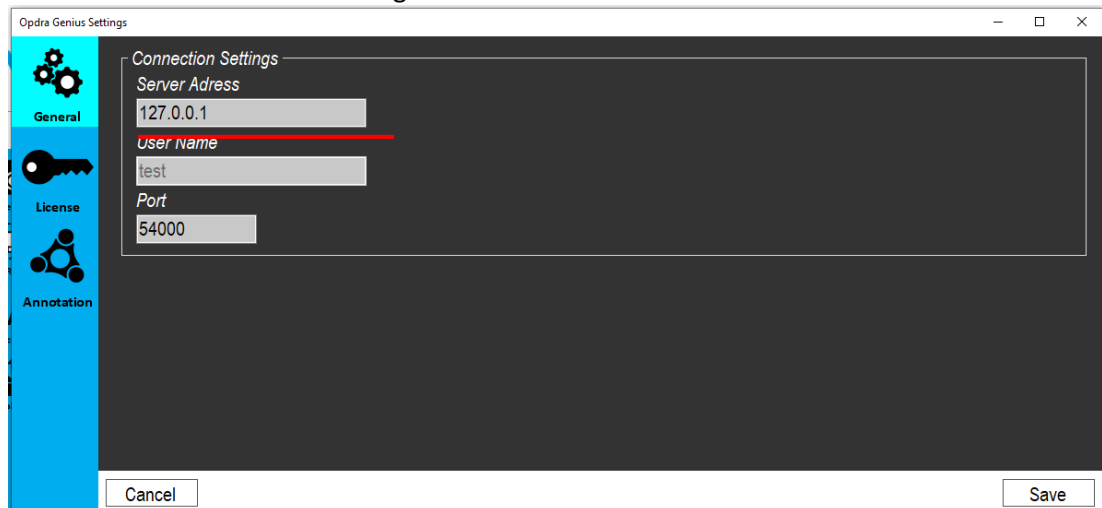 Opdra Genius Settings
General
License
Annotation
Connection Settings
Server Adress
127.0.0.1
User Name
test
Port
54000
Cancel
Save